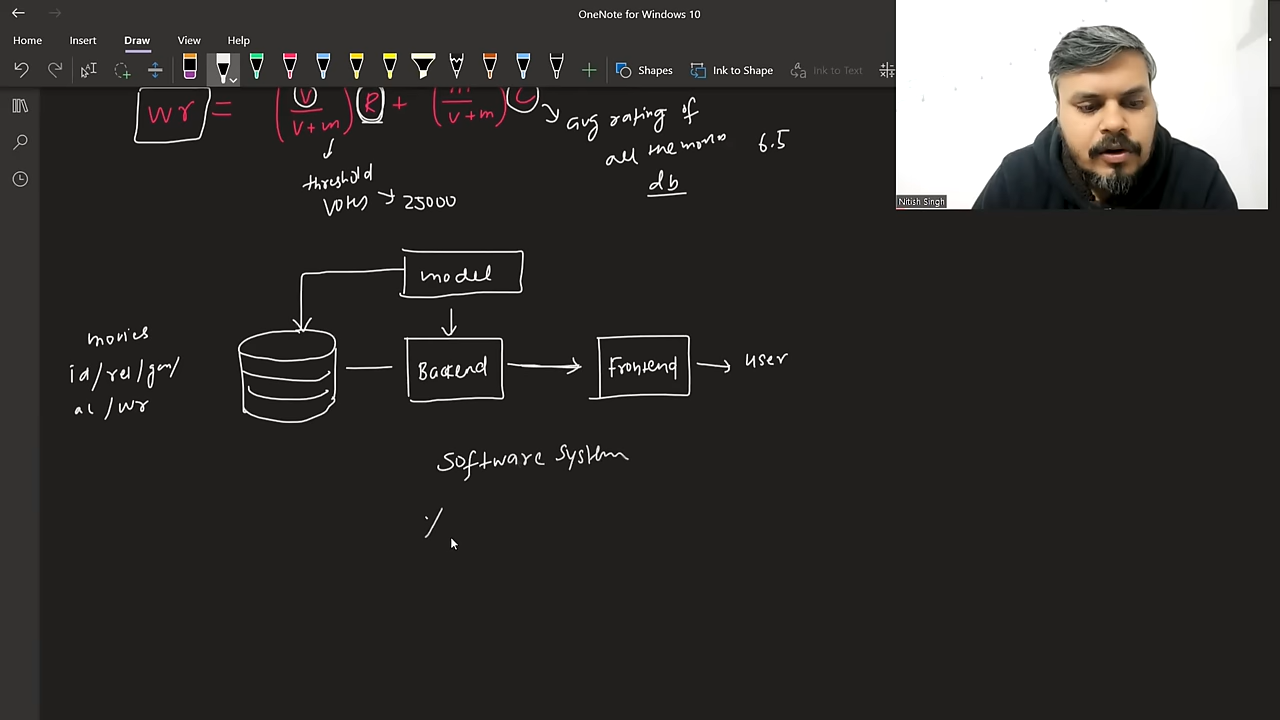 OneNote for Windows 10
Home Insert Draw View Help
Shapes Ink to Shape Ink to Text
wr = (v/v+m) R + (m/v+m) C
avg rating of
all the movies 6.5
db
threshold
votes → 25000
model
movies
id/rel/gen/
ac/wr
Backend
Frontend
user
Software System
Nitish Singh